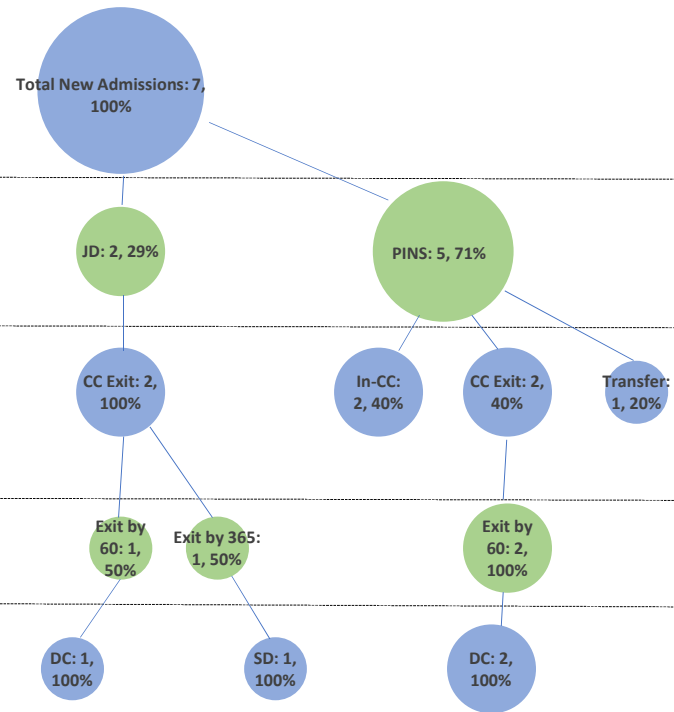 Total New Admissions: 7,
100%
JD: 2, 29%
PINS: 5, 71%
CC Exit: 2,
100%
In-CC:
2, 40%
CC Exit: 2,
40%
Transfer:
1, 20%
Exit by
60: 1,
50%
Exit by 365:
1, 50%
Exit by
60: 2,
100%
DC: 1,
100%
SD: 1,
100%
DC: 2,
100%